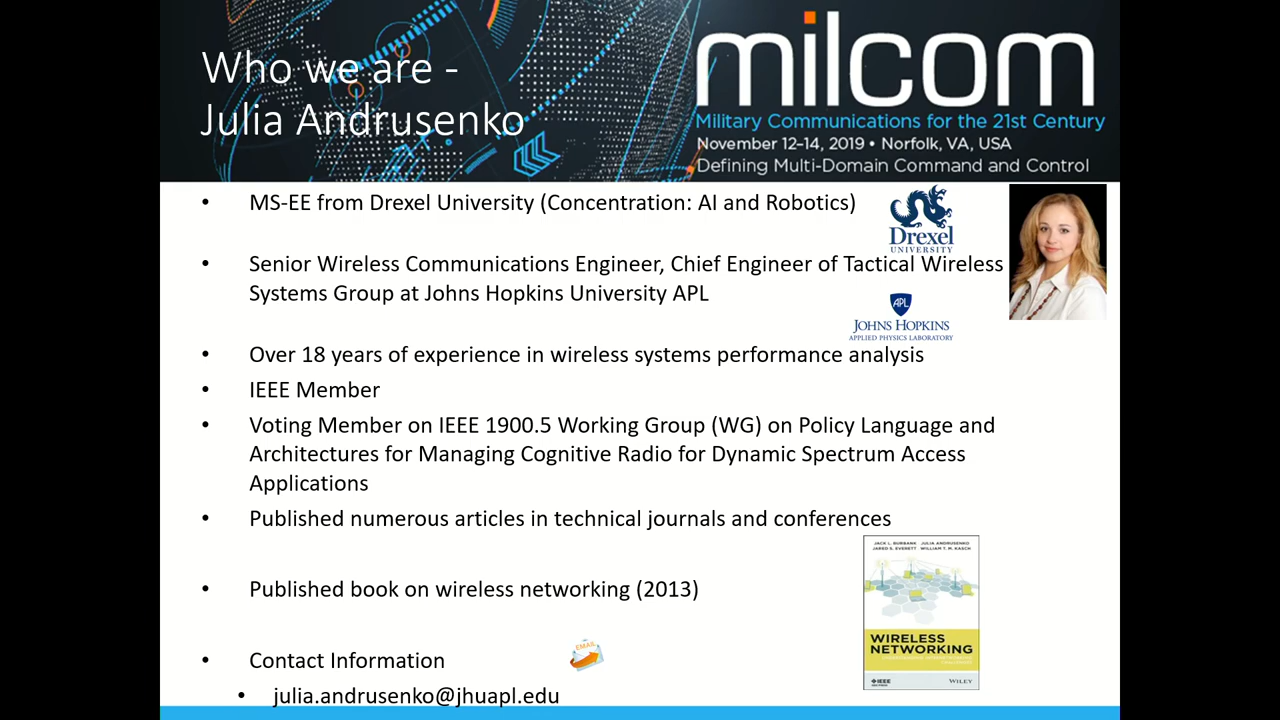 Who we are -
Julia Andrusenko
milcom
Military Communications for the 21st Century
November 12–14, 2019 • Norfolk, VA, USA
Defining Multi-Domain Command and Control
• MS-EE from Drexel University (Concentration: AI and Robotics)
Drexel
UNIVERSITY
• Senior Wireless Communications Engineer, Chief Engineer of Tactical Wireless
Systems Group at Johns Hopkins University APL
APL
JOHNS HOPKINS
APPLIED PHYSICS LABORATORY
• Over 18 years of experience in wireless systems performance analysis
• IEEE Member
• Voting Member on IEEE 1900.5 Working Group (WG) on Policy Language and
Architectures for Managing Cognitive Radio for Dynamic Spectrum Access
Applications
• Published numerous articles in technical journals and conferences
JACK L. BURBANK JULIA ANDRUSENKO
JARED S. EVERETT WILLIAM T. M. KASCH
• Published book on wireless networking (2013)
WIRELESS
NETWORKING
IEEE
WILEY
EMAIL
• Contact Information
• julia.andrusenko@jhuapl.edu